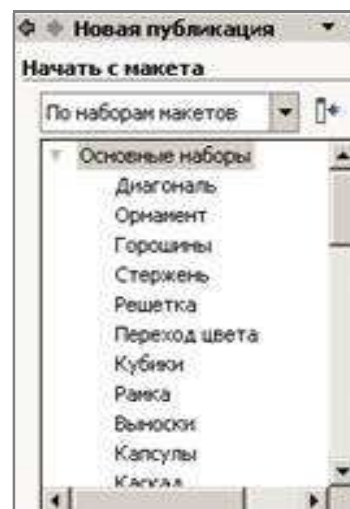 Новая публикация
Начать с макета
По наборам макетов
Основные наборы
Диагональ
Орнамент
Горошины
Стержень
Решетка
Переход цвета
Кубики
Рамка
Выноски
Капсулы
Каскад